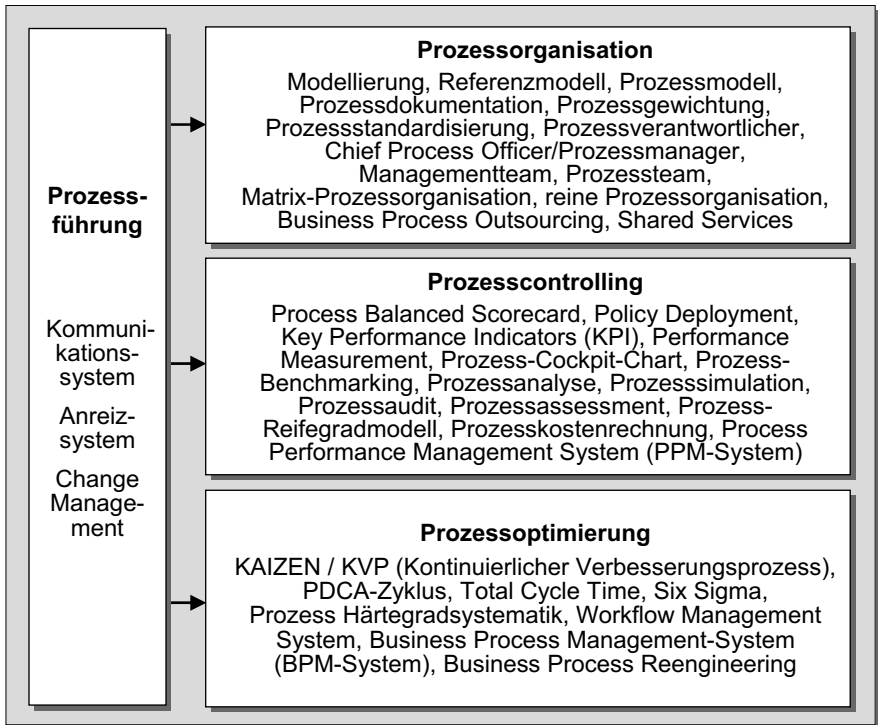 Prozess-
führung
Kommuni-
kations-
system
Anreiz-
system
Change
Manage-
ment
Prozessorganisation
Modellierung, Referenzmodell, Prozessmodell,
Prozessdokumentation, Prozessgewichtung,
Prozessstandardisierung, Prozessverantwortlicher,
Chief Process Officer/Prozessmanager,
Managementteam, Prozessteam,
Matrix-Prozessorganisation, reine Prozessorganisation,
Business Process Outsourcing, Shared Services
Prozesscontrolling
Process Balanced Scorecard, Policy Deployment,
Key Performance Indicators (KPI), Performance
Measurement, Prozess-Cockpit-Chart, Prozess-
Benchmarking, Prozessanalyse, Prozesssimulation,
Prozessaudit, Prozessassessment, Prozess-
Reifegradmodell, Prozesskostenrechnung, Process
Performance Management System (PPM-System)
Prozessoptimierung
KAIZEN / KVP (Kontinuierlicher Verbesserungsprozess),
PDCA-Zyklus, Total Cycle Time, Six Sigma,
Prozess Härtegradsystematik, Workflow Management
System, Business Process Management-System
(BPM-System), Business Process Reengineering